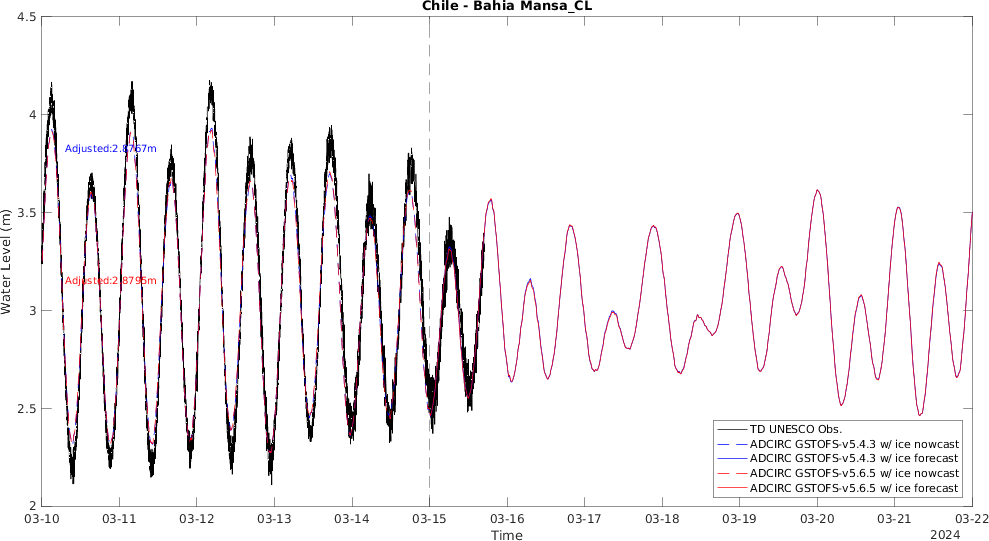 Chile - Bahia Mansa_CL
4.5
4
3.5
3
2.5
2
Water Level (m)
Adjusted:2.8767m
Adjusted:2.8795m
TD UNESCO Obs.
ADCIRC GSTOFS-v5.4.3 w/ ice nowcast
ADCIRC GSTOFS-v5.4.3 w/ ice forecast
ADCIRC GSTOFS-v5.6.5 w/ ice nowcast
ADCIRC GSTOFS-v5.6.5 w/ ice forecast
03-10 03-11 03-12 03-13 03-14 03-15 03-16 03-17 03-18 03-19 03-20 03-21 03-22
Time
2024